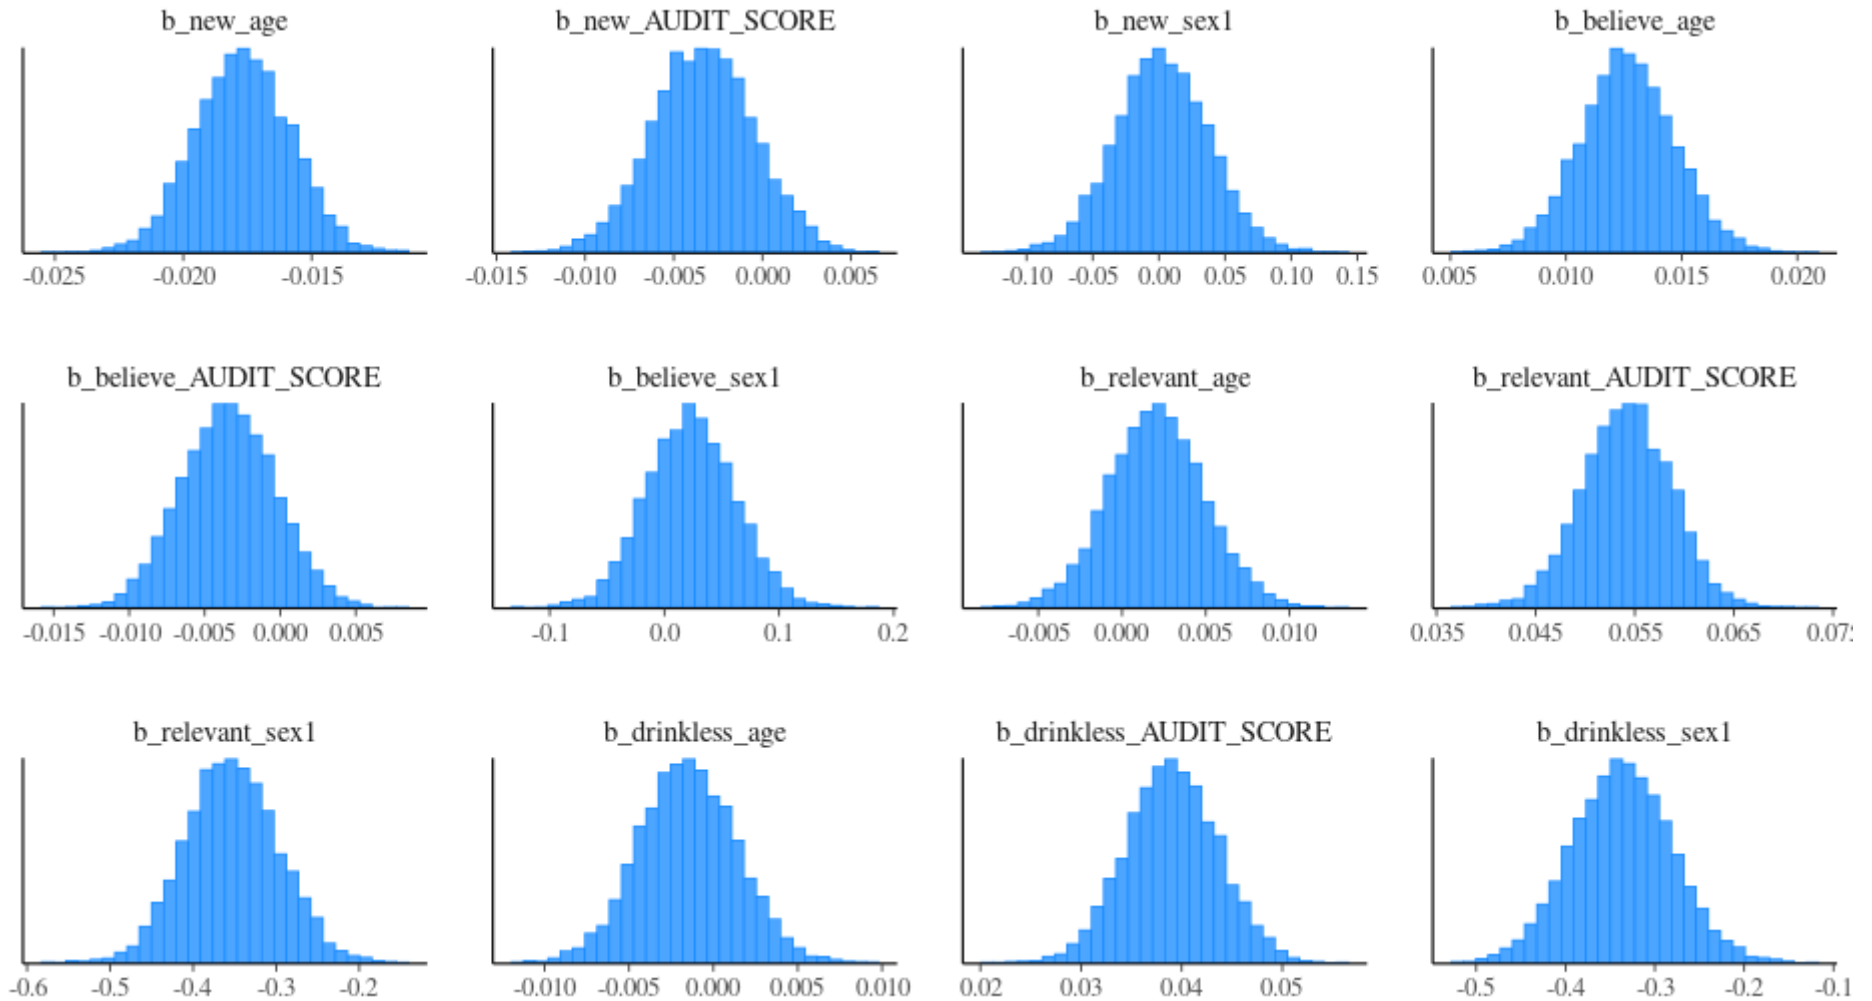 b_new_age b_new_AUDIT_SCORE b_new_sex1 b_believe_age
-0.025 -0.020 -0.015 -0.015 -0.010 -0.005 0.000 0.005 -0.10 -0.05 0.00 0.05 0.10 0.15 0.005 0.010 0.015 0.020
b_believe_AUDIT_SCORE b_believe_sex1 b_relevant_age b_relevant_AUDIT_SCORE
-0.015 -0.010 -0.005 0.000 0.005 -0.1 0.0 0.1 0.2 -0.005 0.000 0.005 0.010 0.035 0.045 0.055 0.065 0.07
b_relevant_sex1 b_drinkless_age b_drinkless_AUDIT_SCORE b_drinkless_sex1
-0.6 -0.5 -0.4 -0.3 -0.2 -0.010 -0.005 0.000 0.005 0.010 0.02 0.03 0.04 0.05 -0.5 -0.4 -0.3 -0.2 -0.1